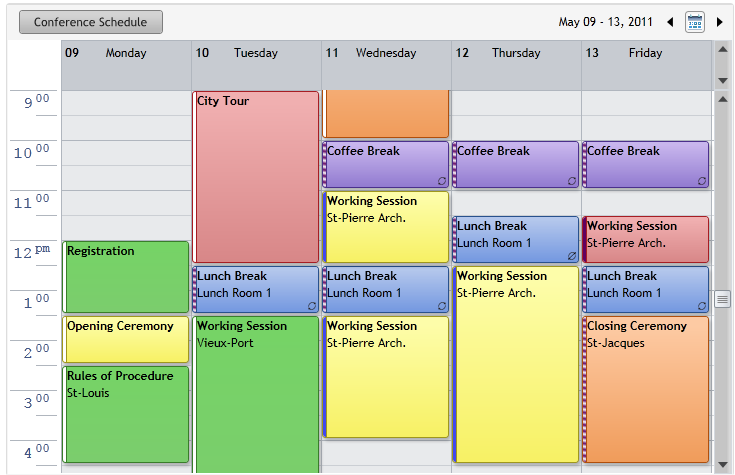 Conference Schedule
May 09 - 13, 2011
09 Monday
10 Tuesday
11 Wednesday
12 Thursday
13 Friday
9 00
10 00
11 00
12 pm
1 00
2 00
3 00
4 00
Registration
Opening Ceremony
Rules of Procedure
St-Louis
City Tour
Lunch Break
Lunch Room 1
Working Session
Vieux-Port
Coffee Break
Working Session
St-Pierre Arch.
Lunch Break
Lunch Room 1
Working Session
St-Pierre Arch.
Coffee Break
Lunch Break
Lunch Room 1
Working Session
St-Pierre Arch.
Coffee Break
Working Session
St-Pierre Arch.
Lunch Break
Lunch Room 1
Closing Ceremony
St-Jacques